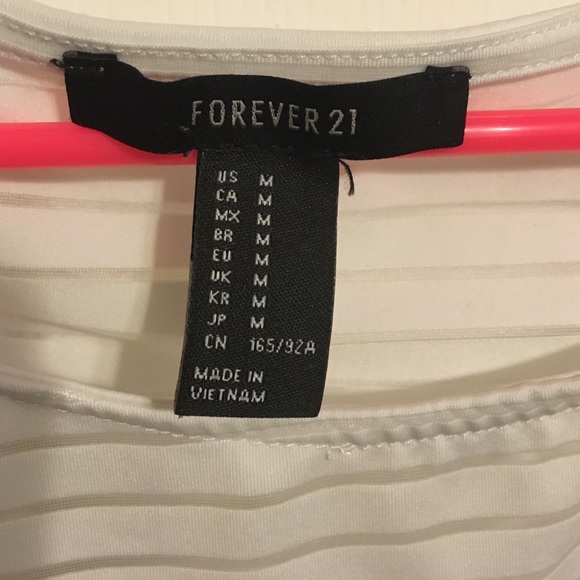 FOREVER 21
US M
CA M
MX M
BR M
EU M
UK M
KR M
JP M
CN 165/92A
MADE IN
VIETNAM